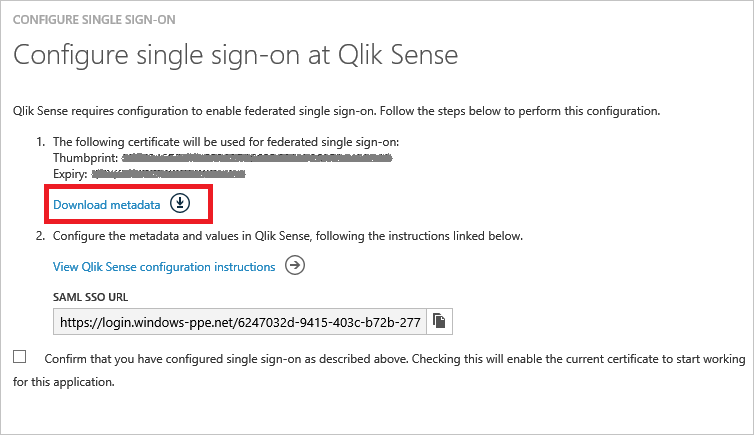 CONFIGURE SINGLE SIGN-ON
Configure single sign-on at Qlik Sense
Qlik Sense requires configuration to enable federated single sign-on. Follow the steps below to perform this configuration.
1. The following certificate will be used for federated single sign-on:
Thumbprint:
Expiry:
Download metadata
2. Configure the metadata and values in Qlik Sense, following the instructions linked below.
View Qlik Sense configuration instructions
SAML SSO URL
https://login.windows-ppe.net/6247032d-9415-403c-b72b-277
Confirm that you have configured single sign-on as described above. Checking this will enable the current certificate to start working
for this application.